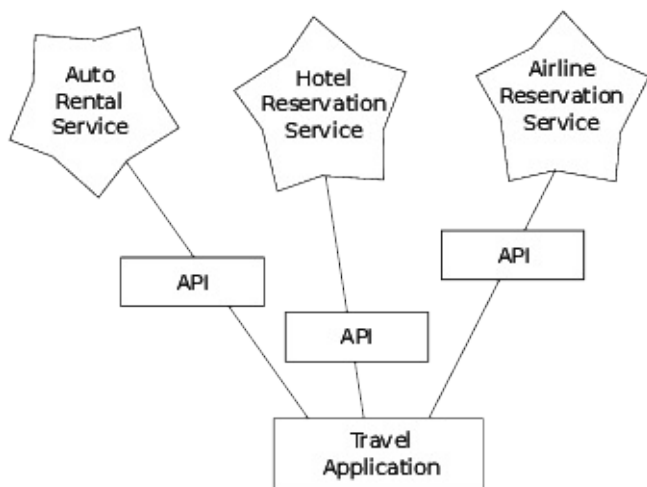 Auto
Rental
Service
Hotel
Reservation
Service
Airline
Reservation
Service
API
API
API
Travel
Application